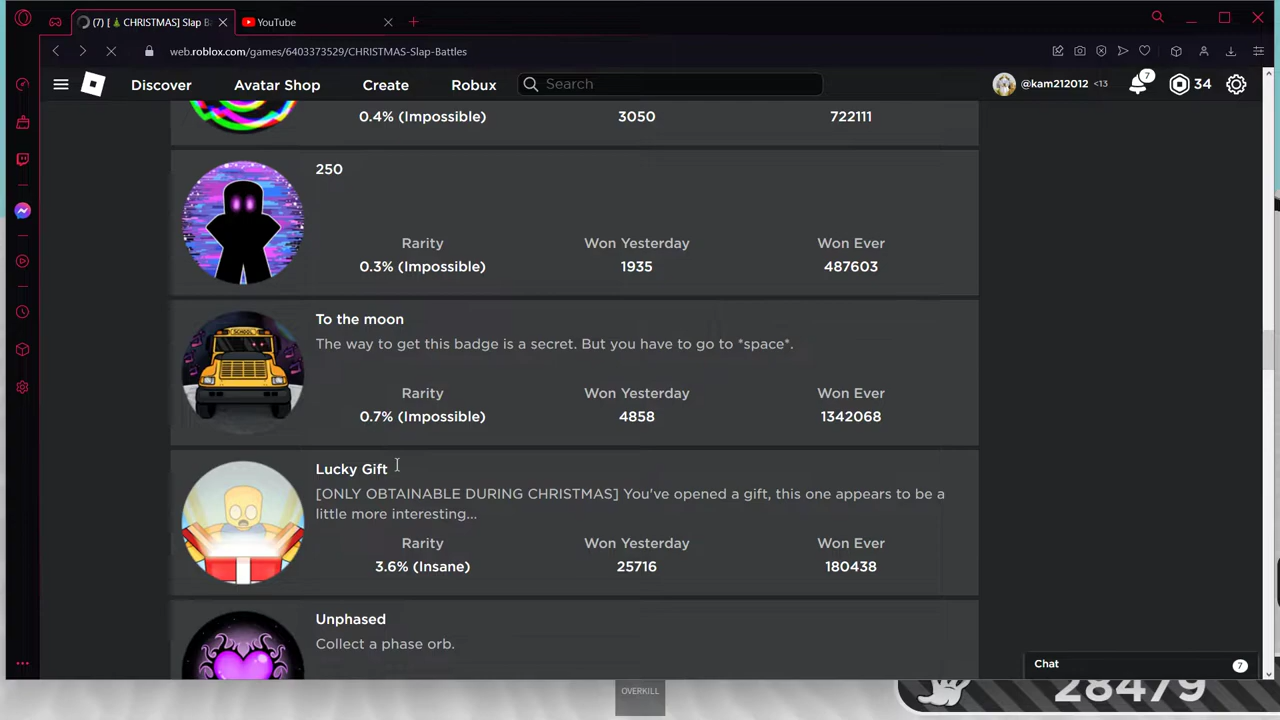 (7) [🎄CHRISTMAS] Slap B
YouTube
web.roblox.com/games/6403373529/CHRISTMAS-Slap-Battles
Discover
Avatar Shop
Create
Robux
Search
@kam212012 <13
7
34
0.4% (Impossible)
3050
722111
250
Rarity
Won Yesterday
Won Ever
0.3% (Impossible)
1935
487603
SCHOOL
To the moon
The way to get this badge is a secret. But you have to go to *space*.
Rarity
Won Yesterday
Won Ever
0.7% (Impossible)
4858
1342068
Lucky Gift
[ONLY OBTAINABLE DURING CHRISTMAS] You've opened a gift, this one appears to be a
little more interesting...
Rarity
Won Yesterday
Won Ever
3.6% (Insane)
25716
180438
Unphased
Collect a phase orb.
Chat
7
OVERKILL
28479